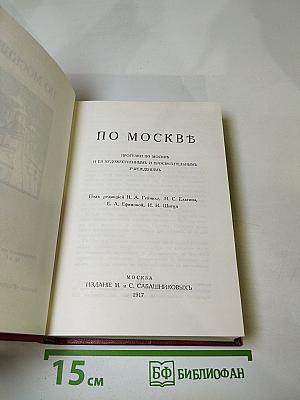 ПО МОСКВѢ
ПРОГУЛКИ ПО МОСКВѢ
И ЕЯ ХУДОЖЕСТВЕННЫМЪ И ПРОСВѢТИТЕЛЬНЫМЪ
УЧРЕЖДЕНІЯМЪ
Подъ редакціей Н. А. Гейнике, Н. С. Елагина,
Е. А. Ефимовой, И. И. Шитца
МОСКВА
ИЗДАНІЕ М. и С. САБАШНИКОВЫХЪ
1917
15 см
БФ БИБЛИОФАН